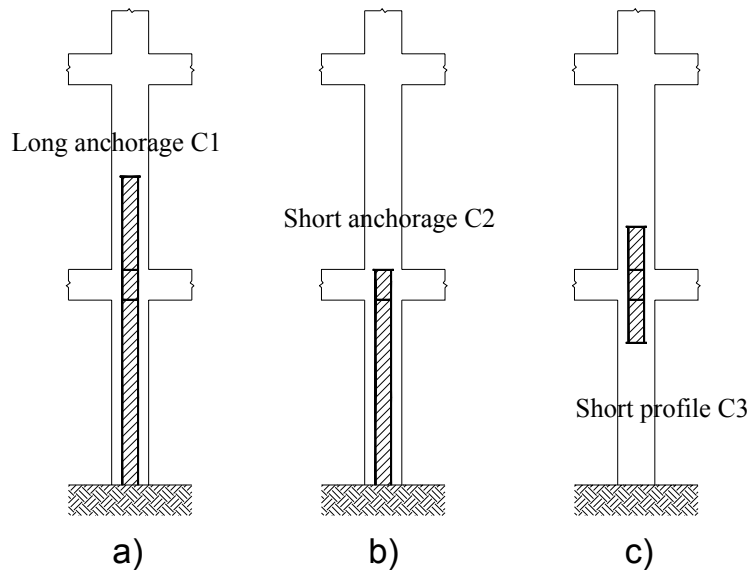 Long anchorage C1
Short anchorage C2
Short profile C3
a)
b)
c)